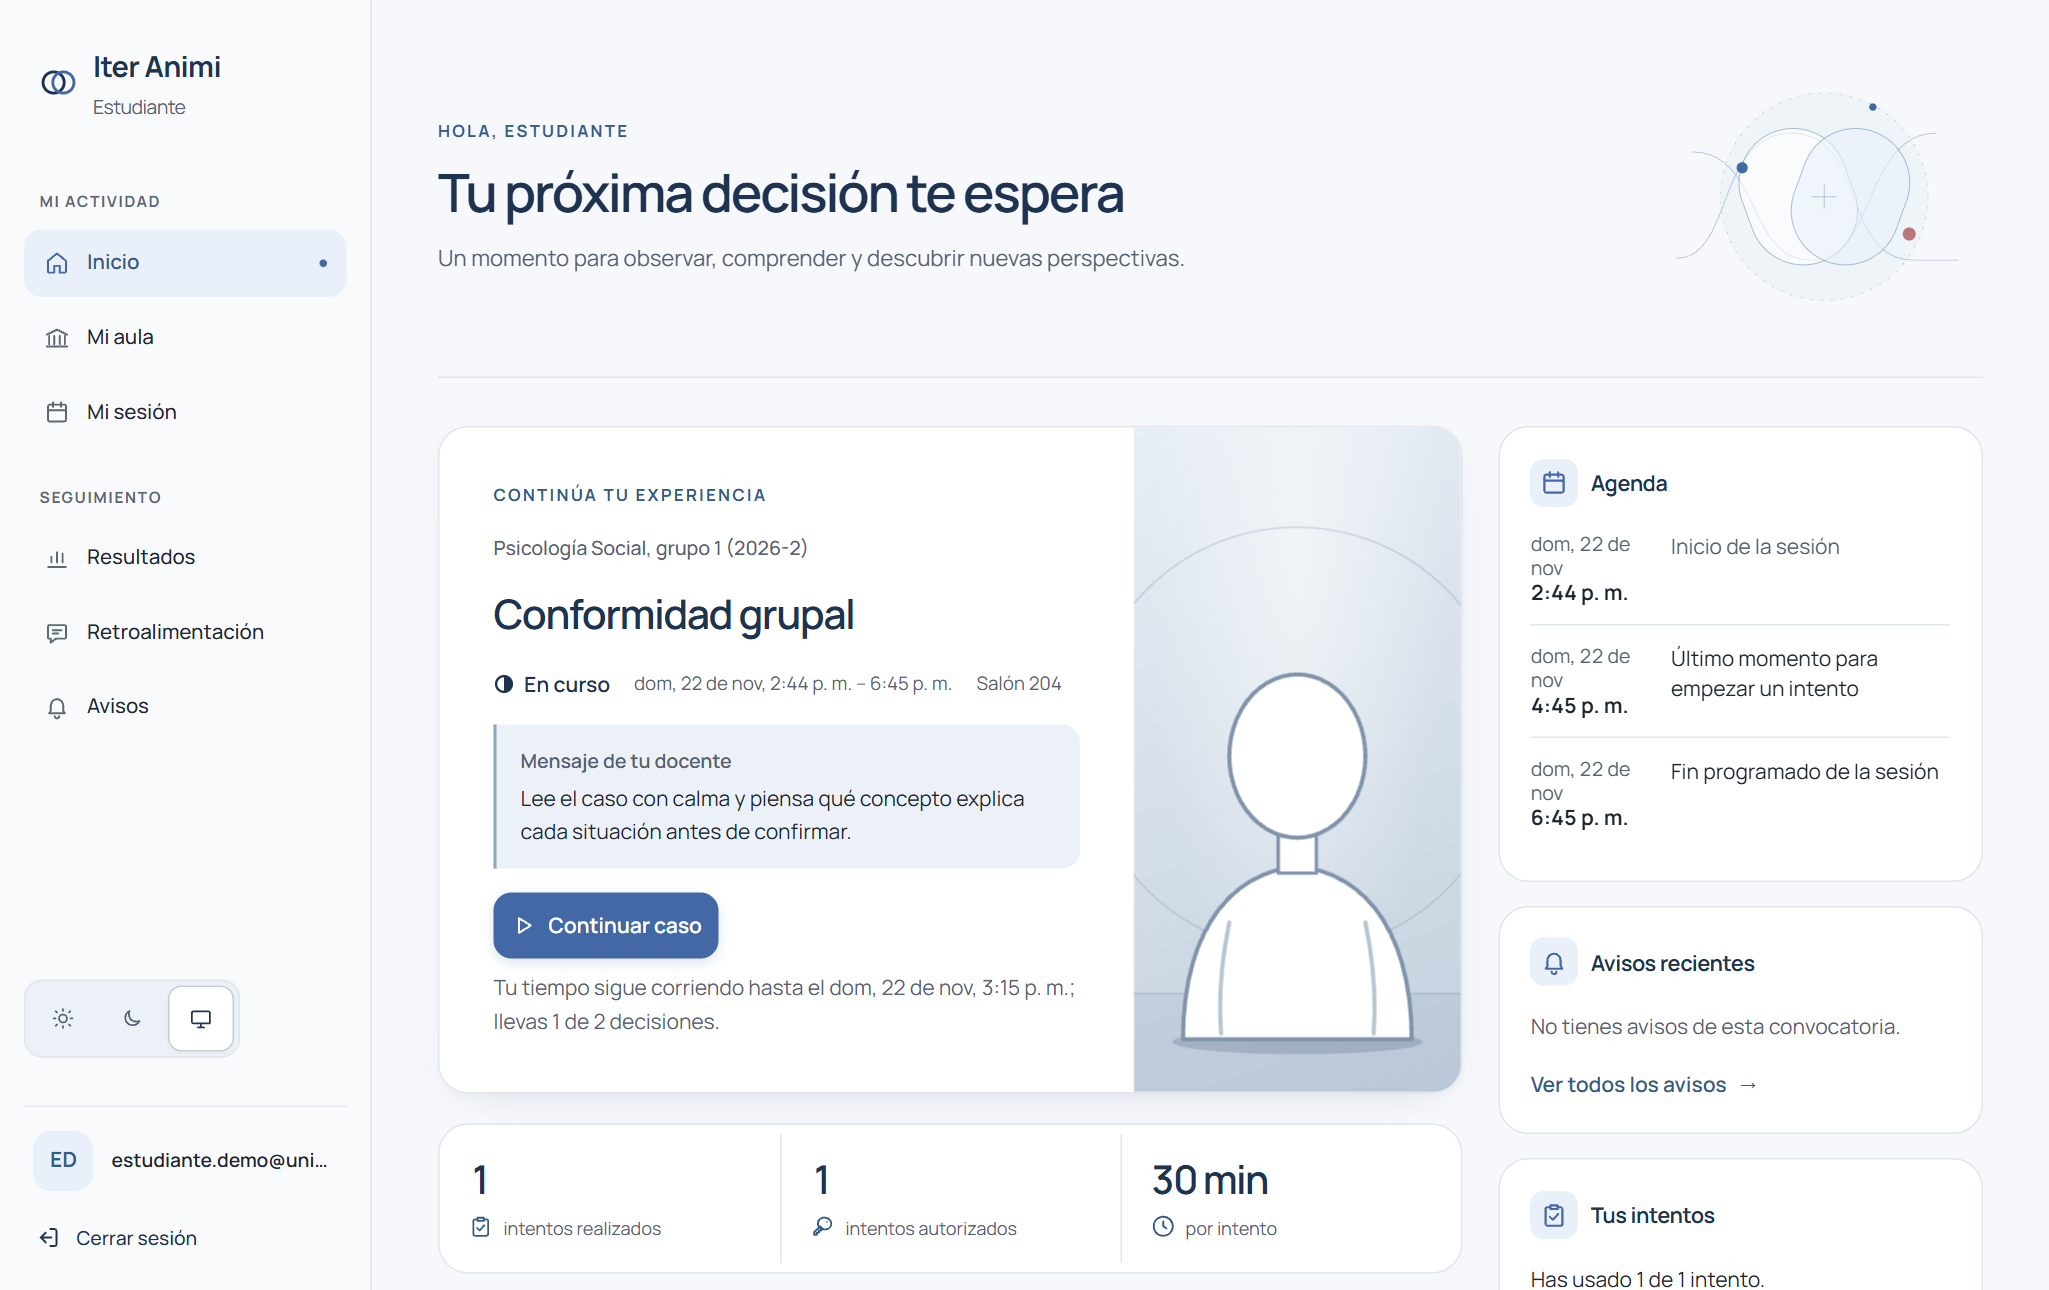 Iter Animi
Estudiante
MI ACTIVIDAD
Inicio
Mi aula
Mi sesión
SEGUIMIENTO
Resultados
Retroalimentación
Avisos
ED
estudiante.demo@uni...
Cerrar sesión
HOLA, ESTUDIANTE
Tu próxima decisión te espera
Un momento para observar, comprender y descubrir nuevas perspectivas.
CONTINÚA TU EXPERIENCIA
Psicología Social, grupo 1 (2026-2)
Conformidad grupal
En curso dom, 22 de nov, 2:44 p. m. – 6:45 p. m. Salón 204
Mensaje de tu docente
Lee el caso con calma y piensa qué concepto explica
cada situación antes de confirmar.
Continuar caso
Tu tiempo sigue corriendo hasta el dom, 22 de nov, 3:15 p. m.;
llevas 1 de 2 decisiones.
1
intentos realizados
1
intentos autorizados
30 min
por intento
Agenda
dom, 22 de
nov
2:44 p. m.
Inicio de la sesión
dom, 22 de
nov
4:45 p. m.
Último momento para
empezar un intento
dom, 22 de
nov
6:45 p. m.
Fin programado de la sesión
Avisos recientes
No tienes avisos de esta convocatoria.
Ver todos los avisos →
Tus intentos
Has usado 1 de 1 intento.